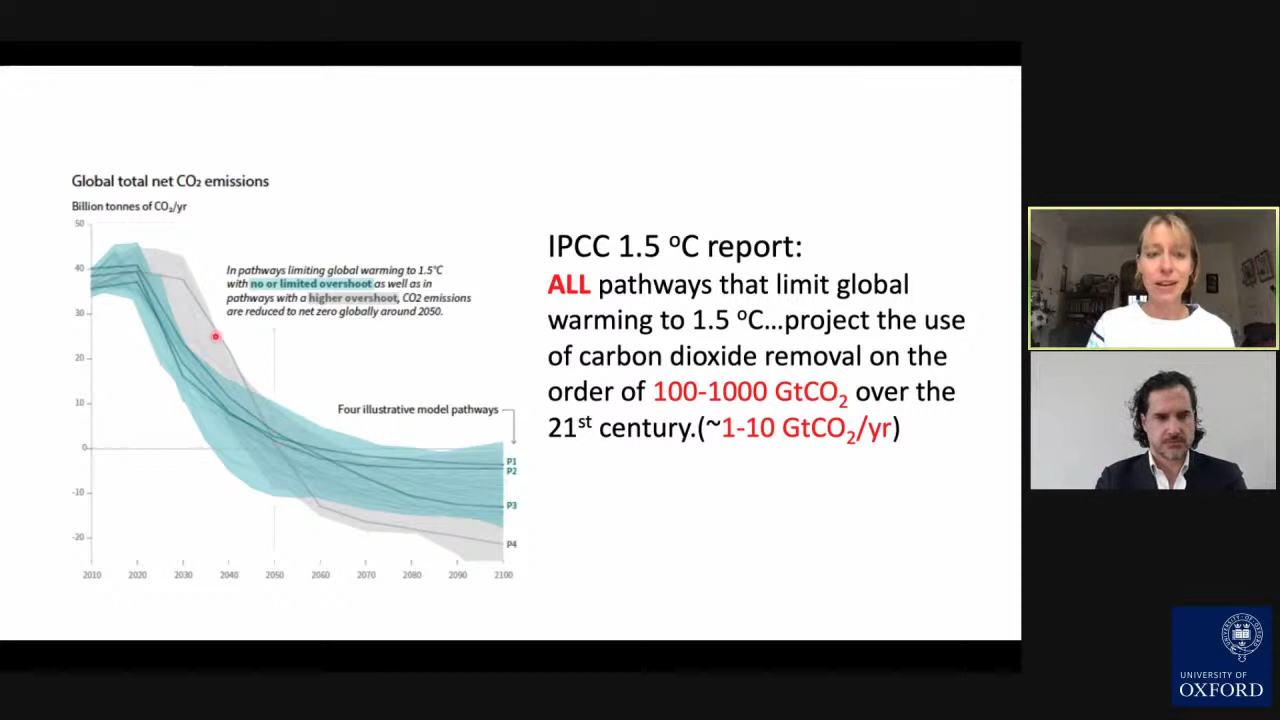 Global total net CO₂ emissions
Billion tonnes of CO₂/yr
50
40
30
20
10
0
-10
-20
In pathways limiting global warming to 1.5°C
with no or limited overshoot as well as in
pathways with a higher overshoot, CO2 emissions
are reduced to net zero globally around 2050.
Four illustrative model pathways
P1
P2
P3
P4
2010 2020 2030 2040 2050 2060 2070 2080 2090 2100
IPCC 1.5 ºC report:
ALL pathways that limit global
warming to 1.5 ºC...project the use
of carbon dioxide removal on the
order of 100-1000 GtCO₂ over the
21st century.(~1-10 GtCO₂/yr)
UNIVERSITY OF
OXFORD